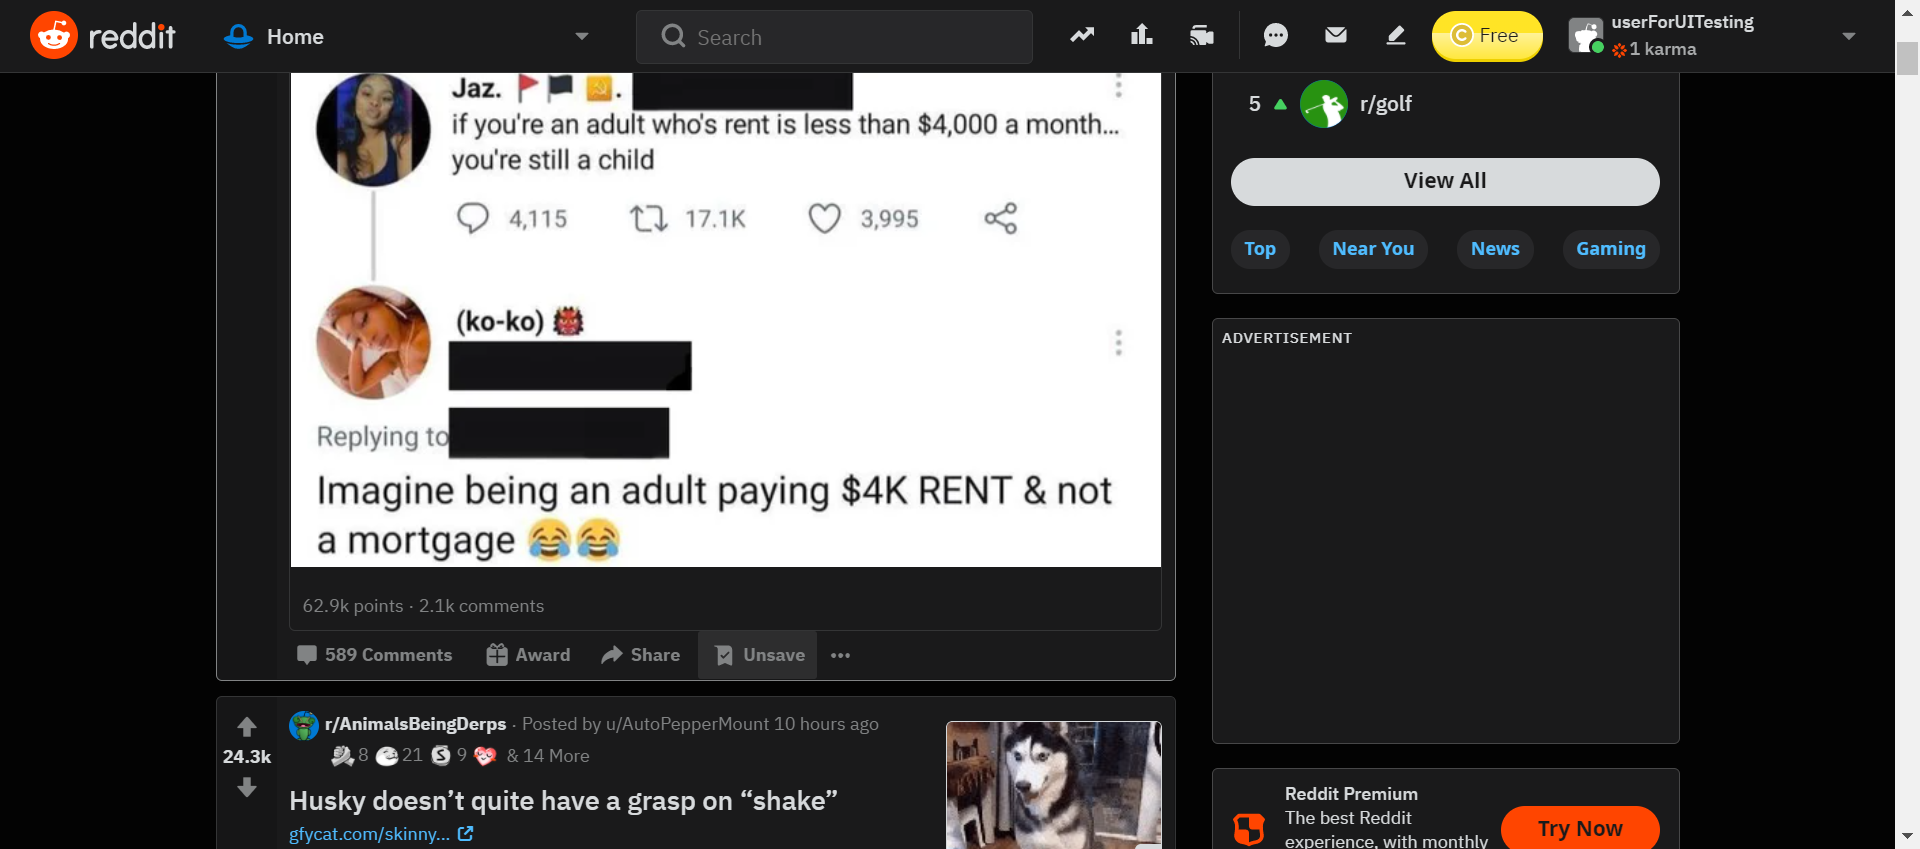 reddit
Home
Search
Free
userForUITesting
1 karma
Jaz.
if you're an adult who's rent is less than $4,000 a month...
you're still a child
4,115
17.1K
3,995
(ko-ko)
Replying to
Imagine being an adult paying $4K RENT & not
a mortgage 😂😂
62.9k points · 2.1k comments
589 Comments
Award
Share
Unsave
24.3k
r/AnimalsBeingDerps · Posted by u/AutoPepperMount 10 hours ago
8 21 S 9 & 14 More
Husky doesn’t quite have a grasp on “shake”
gfycat.com/skinny...
5 r/golf
View All
Top
Near You
News
Gaming
ADVERTISEMENT
Reddit Premium
The best Reddit
experience, with monthly
Try Now